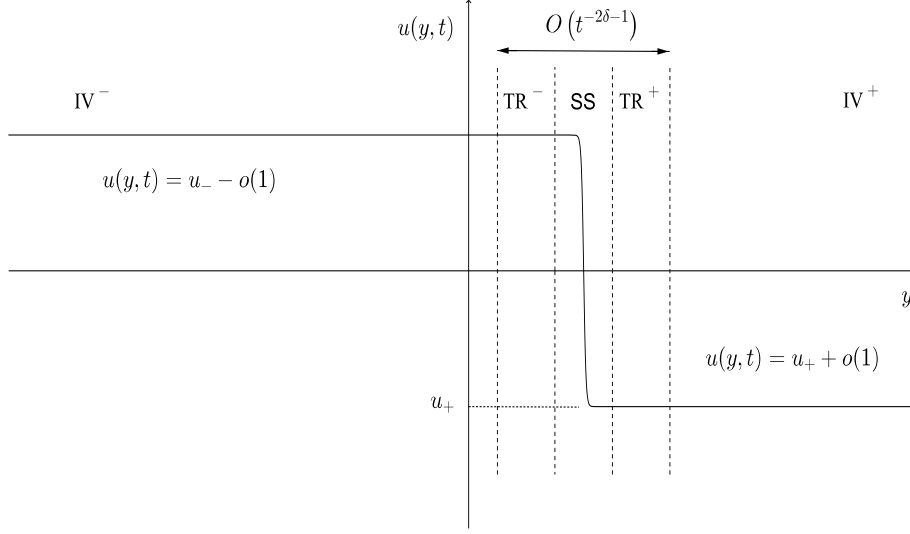 u(y,t)
O (t^{-2δ-1})
IV^-
TR^-
SS
TR^+
IV^+
u(y,t) = u_- - o(1)
y
u(y,t) = u_+ + o(1)
u_+